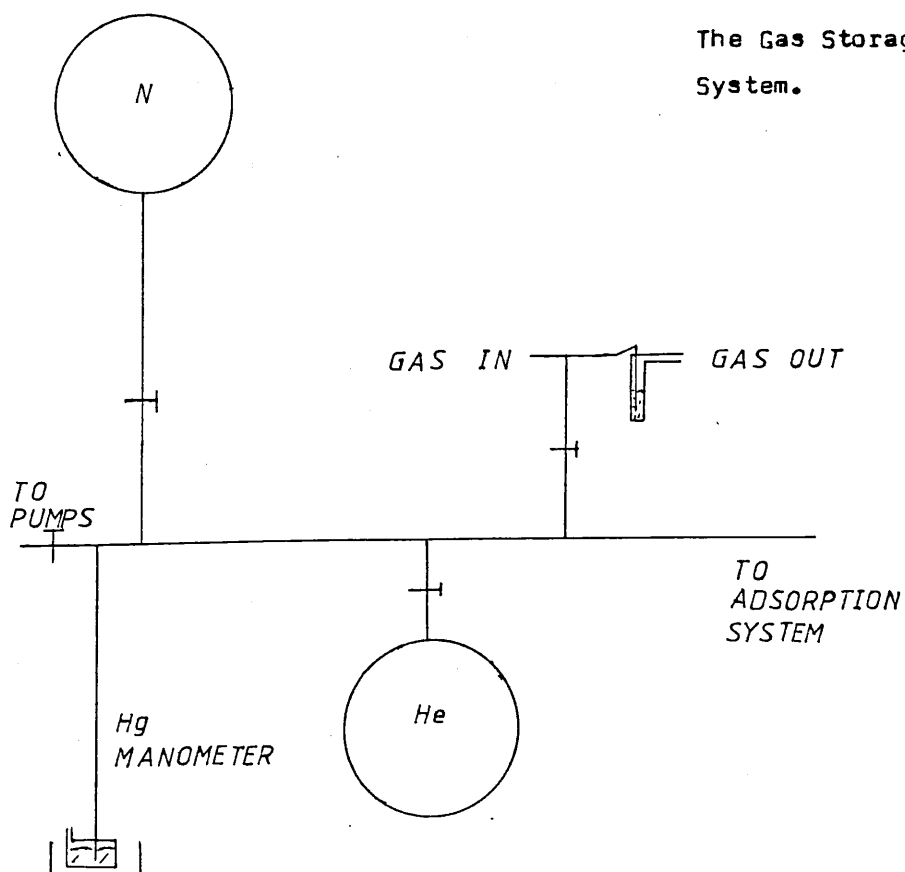 The Gas Storag
System.
N
GAS IN
GAS OUT
TO
PUMPS
TO
ADSORPTION
SYSTEM
Hg
MANOMETER
He